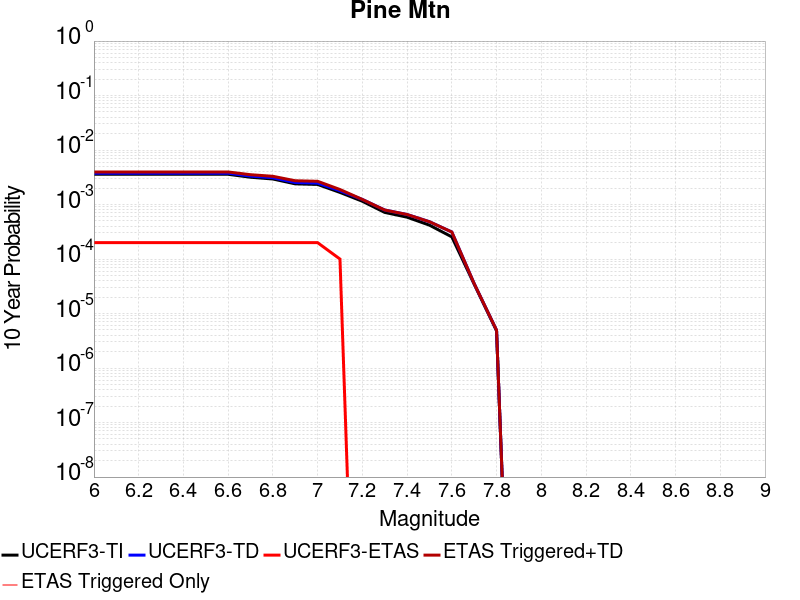 Pine Mtn
10^0
10^-1
10^-2
10^-3
10^-4
10^-5
10^-6
10^-7
10^-8
10 Year Probability
6 6.2 6.4 6.6 6.8 7 7.2 7.4 7.6 7.8 8 8.2 8.4 8.6 8.8 9
Magnitude
UCERF3-TI UCERF3-TD UCERF3-ETAS ETAS Triggered+TD
ETAS Triggered Only